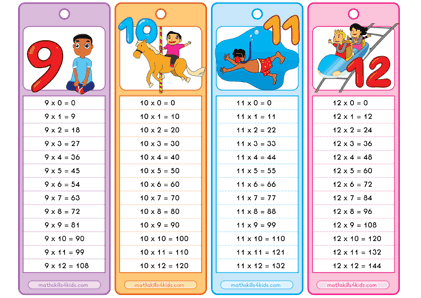 9
9 x 0 = 0
9 x 1 = 9
9 x 2 = 18
9 x 3 = 27
9 x 4 = 36
9 x 5 = 45
9 x 6 = 54
9 x 7 = 63
9 x 8 = 72
9 x 9 = 81
9 x 10 = 90
9 x 11 = 99
9 x 12 = 108
mathskills4kids.com
10
10 x 0 = 0
10 x 1 = 10
10 x 2 = 20
10 x 3 = 30
10 x 4 = 40
10 x 5 = 50
10 x 6 = 60
10 x 7 = 70
10 x 8 = 80
10 x 9 = 90
10 x 10 = 100
10 x 11 = 110
10 x 12 = 120
mathskills4kids.com
11
11 x 0 = 0
11 x 1 = 11
11 x 2 = 22
11 x 3 = 33
11 x 4 = 44
11 x 5 = 55
11 x 6 = 66
11 x 7 = 77
11 x 8 = 88
11 x 9 = 99
11 x 10 = 110
11 x 11 = 121
11 x 12 = 132
mathskills4kids.com
12
12 x 0 = 0
12 x 1 = 12
12 x 2 = 24
12 x 3 = 36
12 x 4 = 48
12 x 5 = 60
12 x 6 = 72
12 x 7 = 84
12 x 8 = 96
12 x 9 = 108
12 x 10 = 120
12 x 11 = 132
12 x 12 = 144
mathskills4kids.com